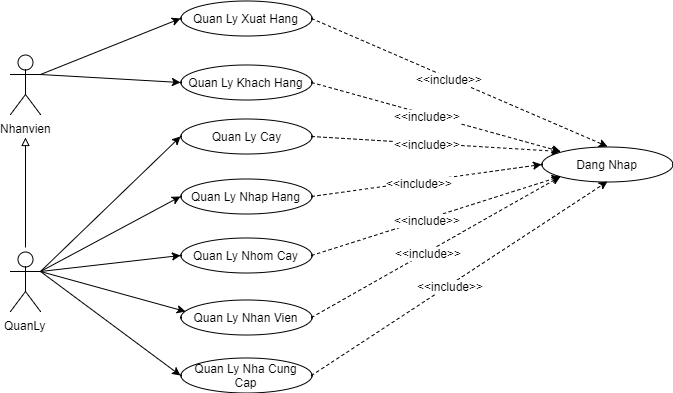 Quan Ly Xuat Hang
<<include>>
Quan Ly Khach Hang
<<include>>
Nhanvien
Quan Ly Cay
<<include>>
Dang Nhap
Quan Ly Nhap Hang
<<include>>
<<include>>
Quan Ly Nhom Cay
<<include>>
<<include>>
QuanLy
Quan Ly Nhan Vien
Quan Ly Nha Cung
Cap